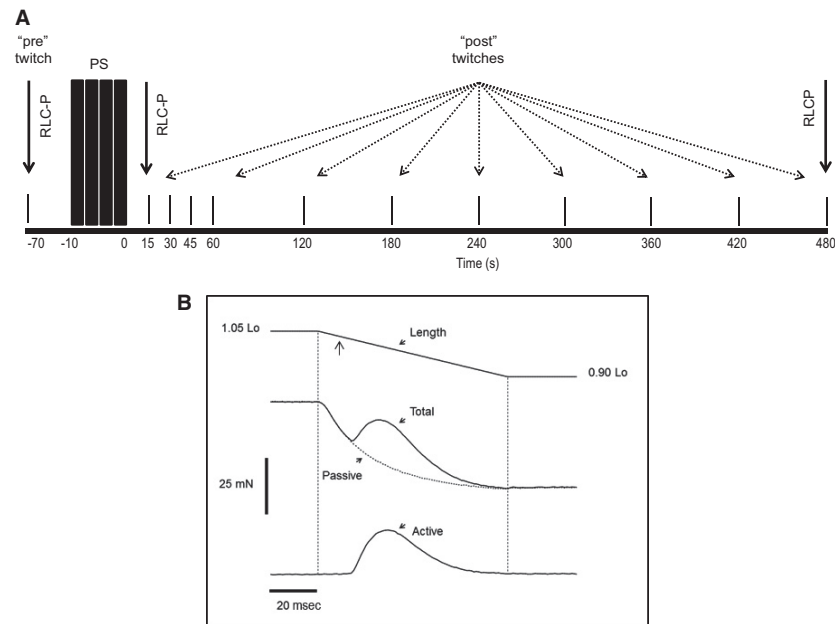 A
“pre”
twitch
PS
“post”
twitches
RLC-P
RLC-P
RLCP
-70 -10 0 15 30 45 60 120 180 240 300 360 420 480
Time (s)
B
1.05 Lo
Length
0.90 Lo
Total
Passive
25 mN
Active
20 msec